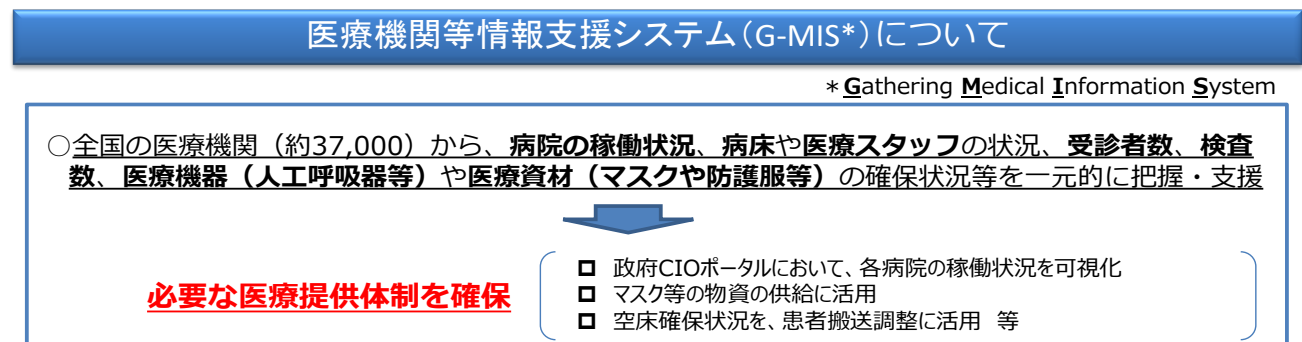 医療機関等情報支援システム（G-MIS*）について
＊Gathering Medical Information System
○全国の医療機関（約37,000）から、病院の稼働状況、病床や医療スタッフの状況、受診者数、検査
数、医療機器（人工呼吸器等）や医療資材（マスクや防護服等）の確保状況等を一元的に把握・支援
必要な医療提供体制を確保
政府CIOポータルにおいて、各病院の稼働状況を可視化
マスク等の物資の供給に活用
空床確保状況を、患者搬送調整に活用 等